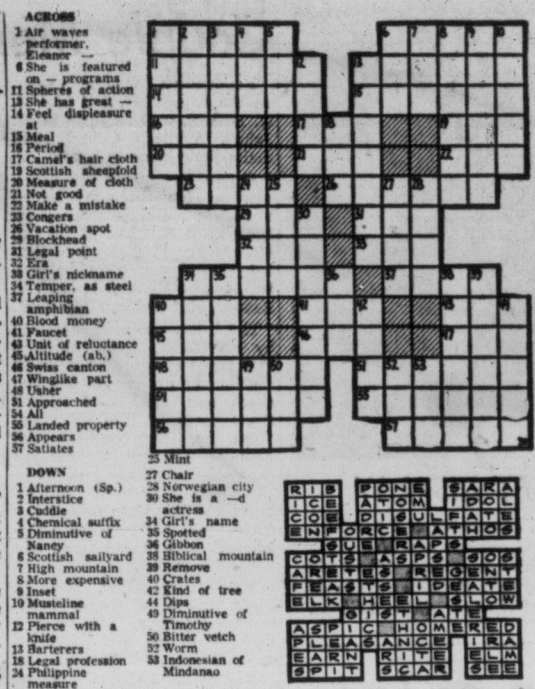 ACROSS
1 Air waves
performer,
Eleanor —
6 She is featured
on — programs
11 Spheres of action
13 She has great —
14 Feel displeasure
at
15 Meal
16 Period
17 Camel's hair cloth
19 Scottish sheepfold
20 Measure of cloth
21 Not good
22 Make a mistake
23 Congers
26 Vacation spot
29 Blockhead
31 Legal point
32 Era
33 Girl's nickname
34 Temper, as steel
37 Leaping
amphibian
40 Blood money
41 Faucet
43 Unit of reluctance
45 Altitude (ab.)
46 Swiss canton
47 Winglike part
48 Usher
51 Approached
54 All
55 Landed property
56 Appears
57 Satiates
DOWN
1 Afternoon (Sp.)
2 Interstice
3 Cuddle
4 Chemical suffix
5 Diminutive of
Nancy
6 Scottish sailyard
7 High mountain
8 More expensive
9 Inset
10 Musteline
mammal
12 Pierce with a
knife
13 Barterers
18 Legal profession
24 Philippine
measure
25 Mint
27 Chair
28 Norwegian city
30 She is a —d
actress
34 Girl's name
35 Spotted
36 Gibbon
38 Biblical mountain
39 Remove
40 Crates
42 Kind of tree
44 Dips
49 Diminutive of
Timothy
50 Bitter vetch
52 Worm
53 Indonesian of
Mindanao
RIB PONE SARA
ICE ATOM IDOL
COE DISULFATE
ENFORCE ATHOS
SUE RAPS
COTS ASPS SOS
ARETES REGENT
FEASTS IDEATE
ELK HEEL SLOW
GIST ATE
ASPIC HOMERED
PLEASANCE IRA
EARN RITE ELM
SPIT SCAR SEE